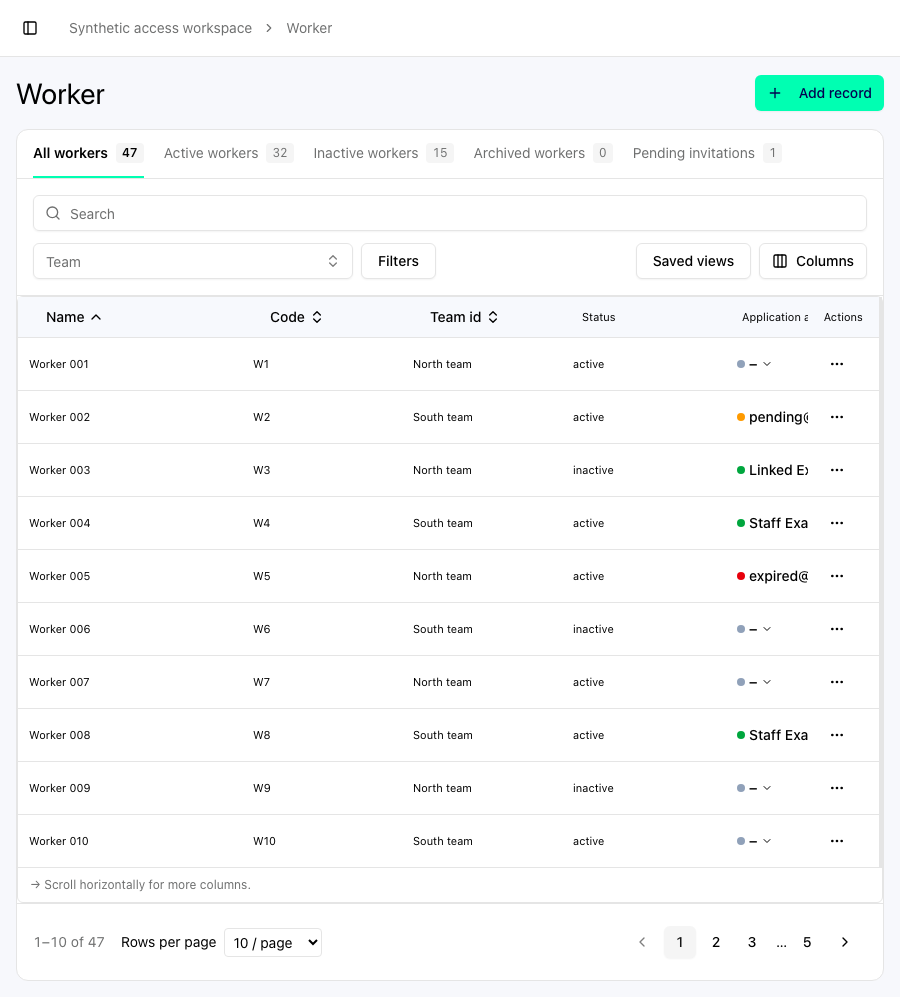 Synthetic access workspace > Worker
Worker
+ Add record
All workers 47 Active workers 32 Inactive workers 15 Archived workers 0 Pending invitations 1
Search
Team Filters Saved views Columns
Name Code Team id Status Application a Actions
Worker 001 W1 North team active –
Worker 002 W2 South team active pending@
Worker 003 W3 North team inactive Linked Ex
Worker 004 W4 South team active Staff Exa
Worker 005 W5 North team active expired@
Worker 006 W6 South team inactive –
Worker 007 W7 North team active –
Worker 008 W8 South team active Staff Exa
Worker 009 W9 North team inactive –
Worker 010 W10 South team active –
→ Scroll horizontally for more columns.
1–10 of 47 Rows per page 10 / page 1 2 3 ... 5